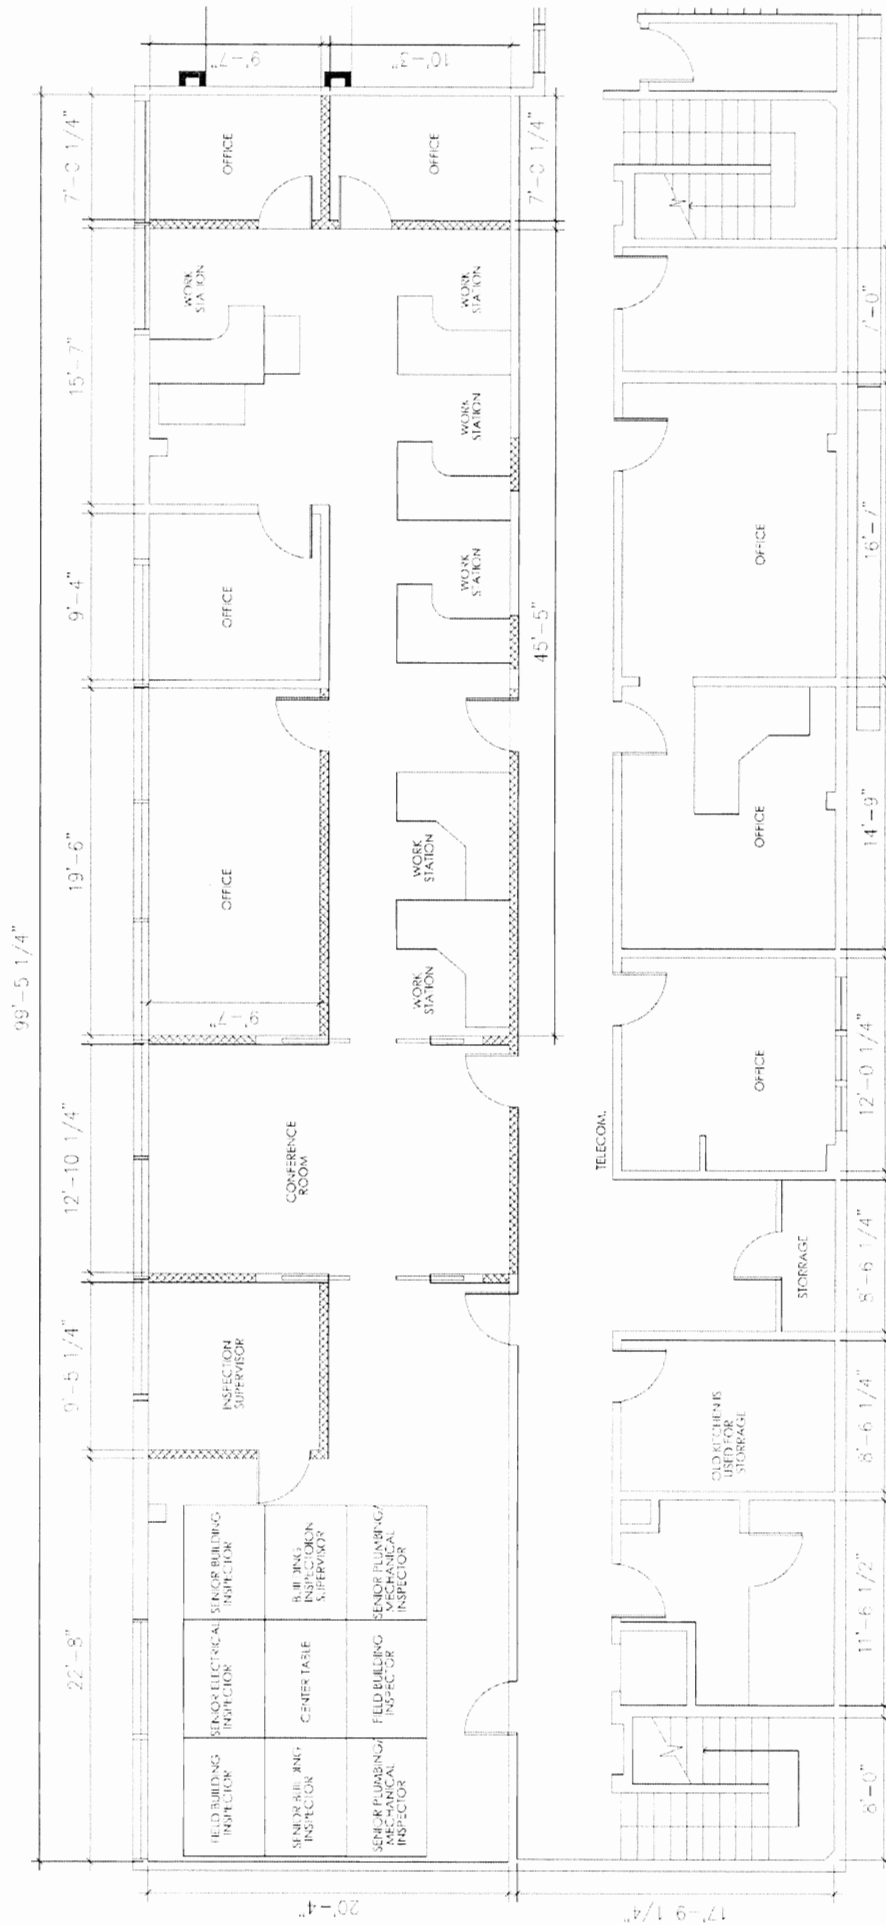 99'-5 1/4"
22'-8"
9'-5 1/4"
12'-10 1/4"
19'-6"
9'-4"
15'-7"
7'-0 1/4"
20'-4"
9'-7"
9'-7"
10'-3"
FIELD BUILDING
INSPECTOR
SENIOR ELECTRICAL
INSPECTOR
SENIOR BUILDING
INSPECTOR
SENIOR BUILDING
INSPECTOR
CENTER TABLE
BUILDING
INSPECTOION
SUPERVISOR
SENIOR PLUMBING/
MECHANICAL
INSPECTOR
FIELD BUILDING
INSPECTOR
SENIOR PLUMBING/
MECHANICAL
INSPECTOR
INSPECTION
SUPERVISOR
CONFERENCE
ROOM
OFFICE
OFFICE
WORK
STATION
OFFICE
OFFICE
WORK
STATION
WORK
STATION
WORK
STATION
WORK
STATION
WORK
STATION
45'-5"
7'-0 1/4"
TELECOM.
17'-9 1/4"
OLD KITCHEN IS
USED FOR
STORRAGE
STORRAGE
OFFICE
OFFICE
OFFICE
8'-0"
11'-6 1/2"
8'-6 1/4"
8'-6 1/4"
12'-0 1/4"
14'-9"
16'-7"
7'-0"